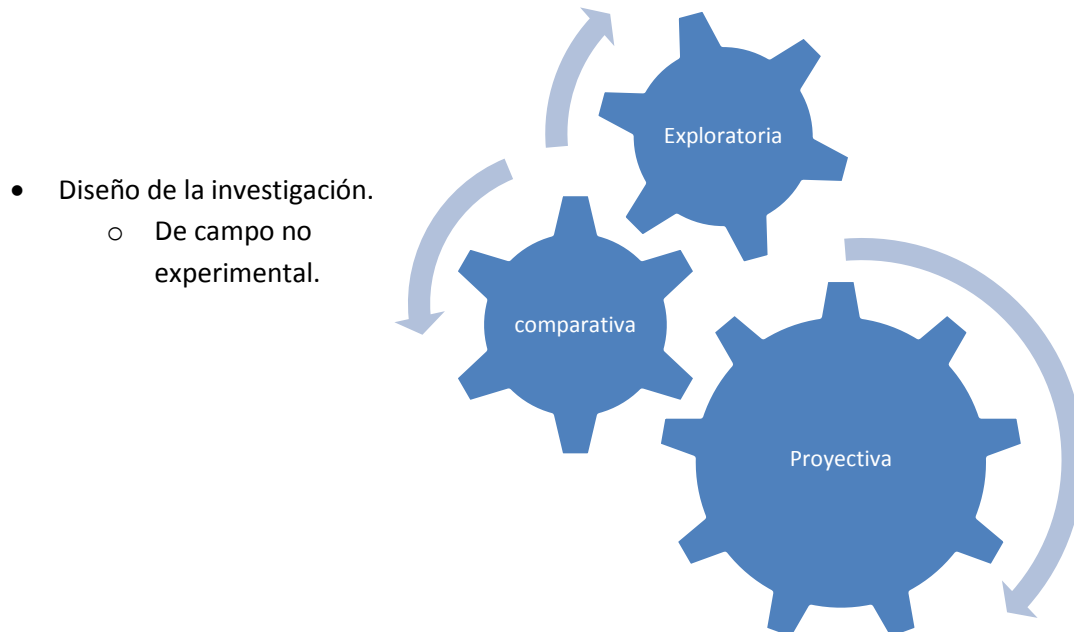 Exploratoria
• Diseño de la investigación.
o De campo no
experimental.
comparativa
Proyectiva